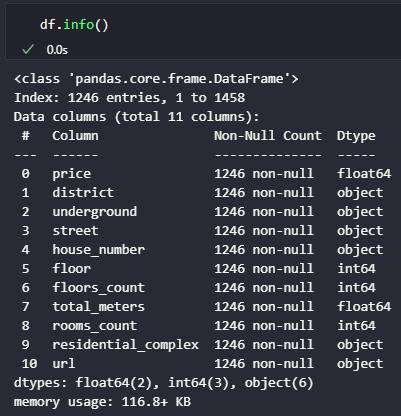 df.info()
0.0s
<class 'pandas.core.frame.DataFrame'>
Index: 1246 entries, 1 to 1458
Data columns (total 11 columns):
 #   Column               Non-Null Count  Dtype
---  ------               --------------  -----
 0   price                1246 non-null   float64
 1   district             1246 non-null   object
 2   underground          1246 non-null   object
 3   street               1246 non-null   object
 4   house_number         1246 non-null   object
 5   floor                1246 non-null   int64
 6   floors_count         1246 non-null   int64
 7   total_meters         1246 non-null   float64
 8   rooms_count          1246 non-null   int64
 9   residential_complex  1246 non-null   object
 10  url                  1246 non-null   object
dtypes: float64(2), int64(3), object(6)
memory usage: 116.8+ KB